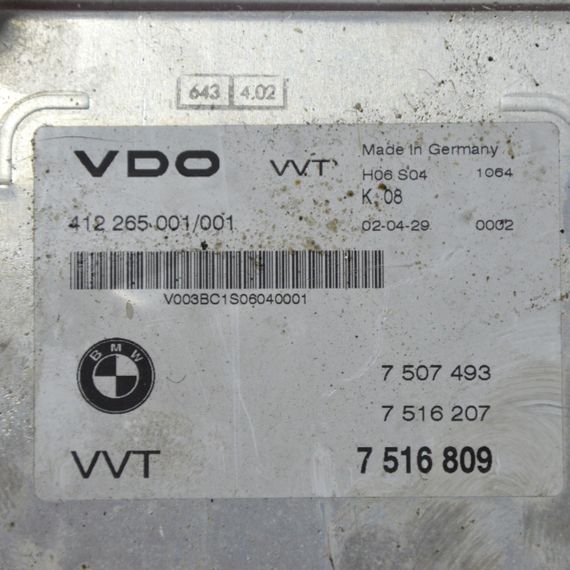 643 4.02
VDO VVT Made In Germany
H06 S04 1064
K 08
412 265 001/001 02-04-29 0002
V003BC1S06040001
BMW
7 507 493
7 516 207
VVT 7 516 809